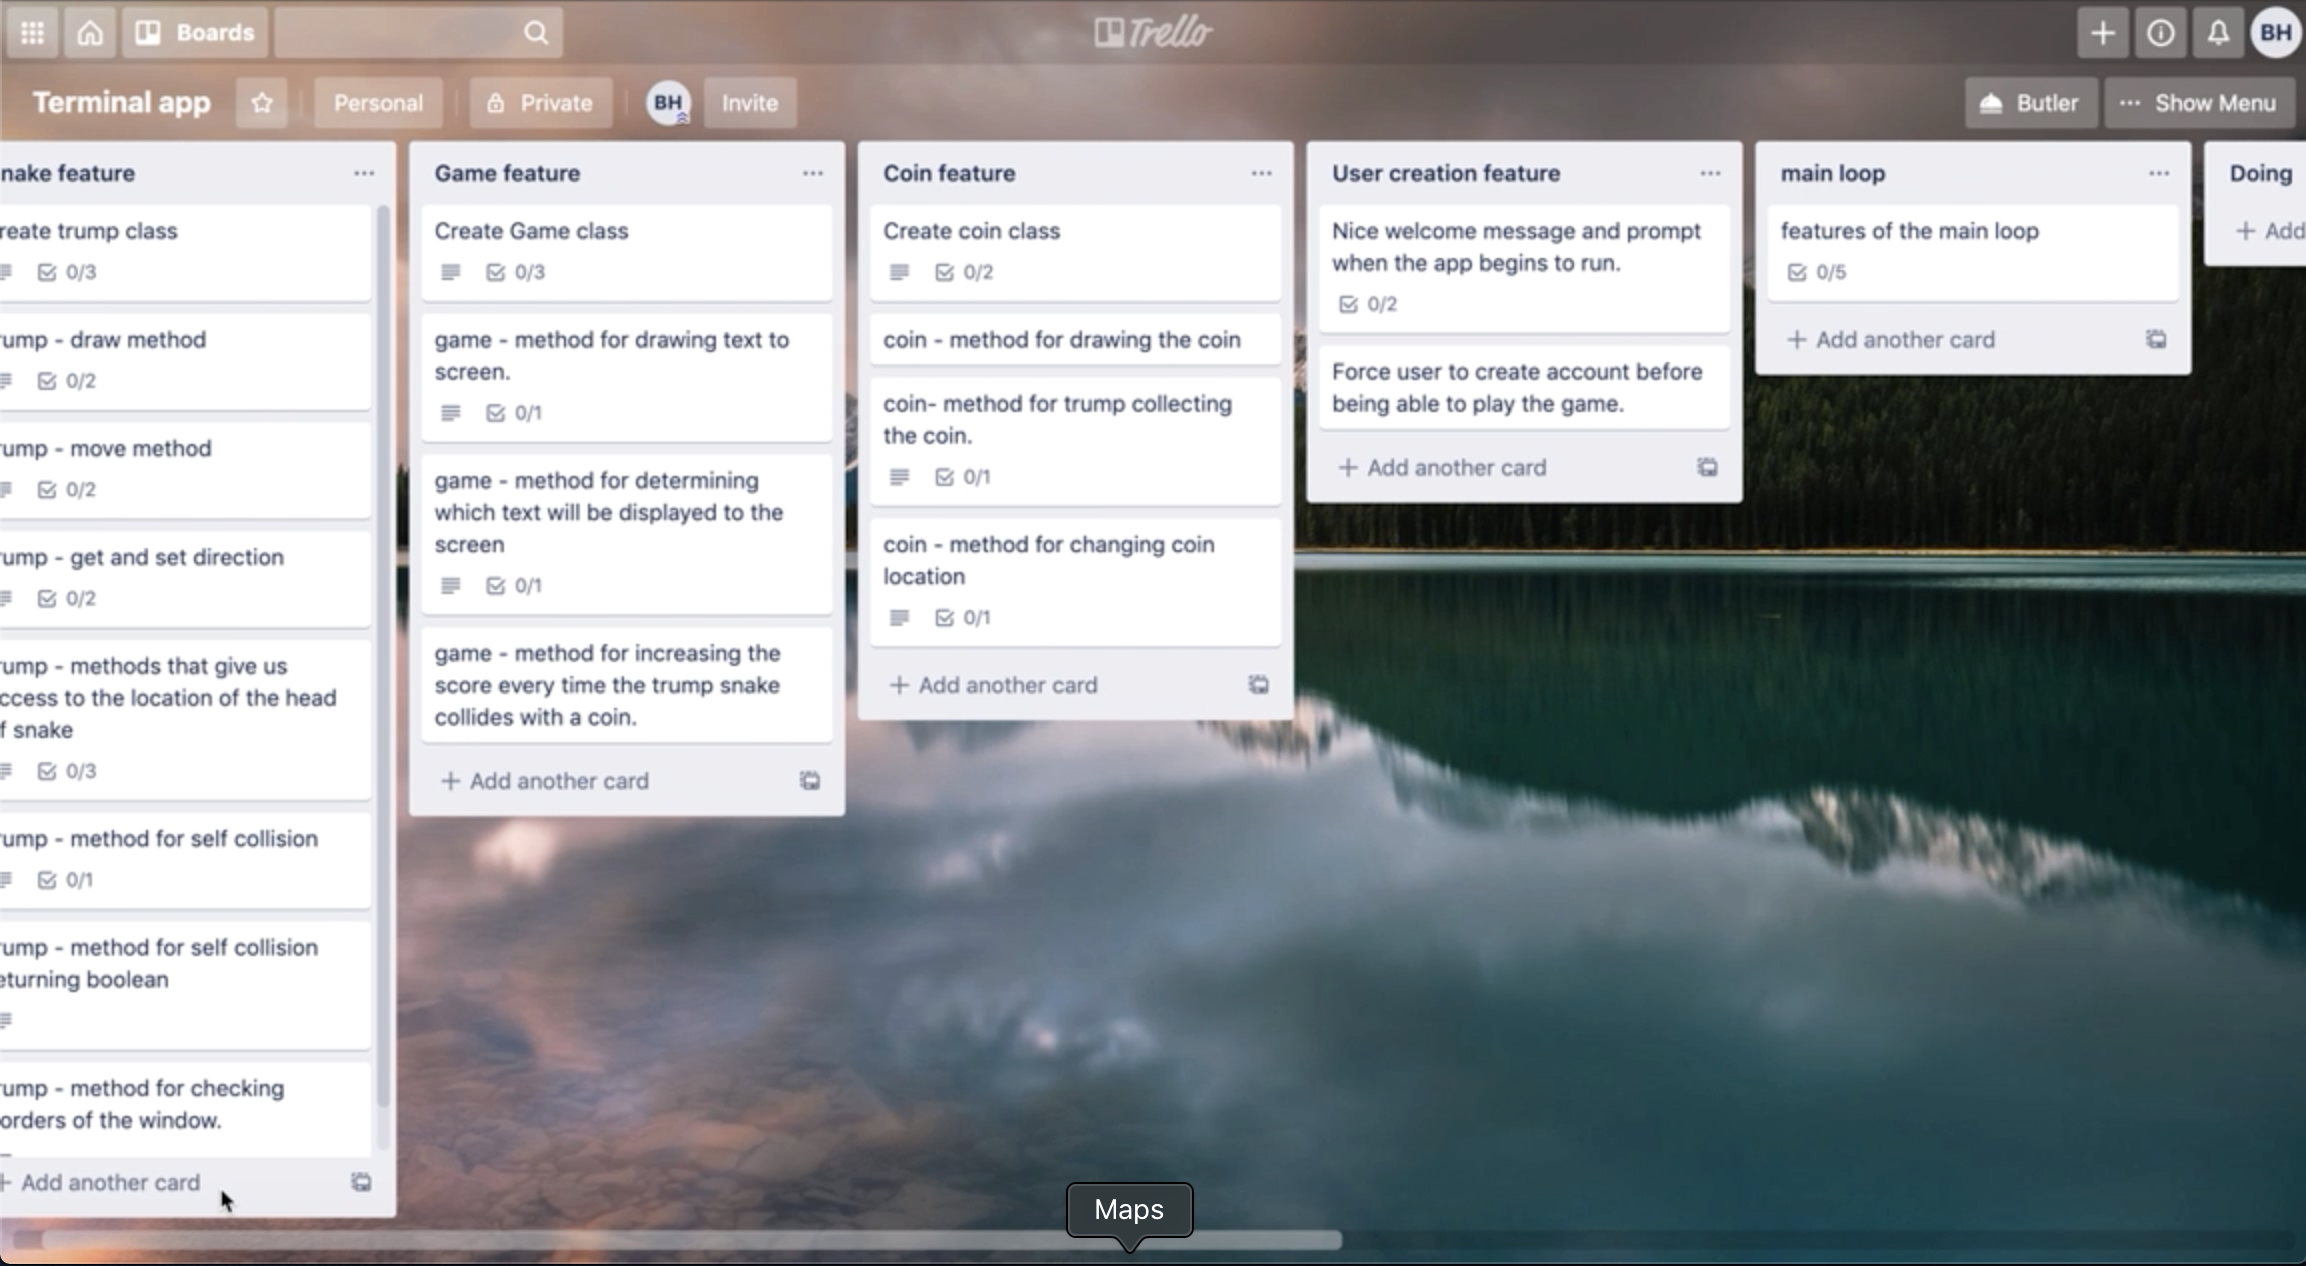 Boards
Trello
BH
Terminal app
Personal
Private
BH
Invite
Butler
Show Menu
nake feature
reate trump class
0/3
rump - draw method
0/2
rump - move method
0/2
rump - get and set direction
0/2
rump - methods that give us
ccess to the location of the head
f snake
0/3
rump - method for self collision
0/1
rump - method for self collision
eturning boolean
rump - method for checking
orders of the window.
+ Add another card
Game feature
Create Game class
0/3
game - method for drawing text to
screen.
0/1
game - method for determining
which text will be displayed to the
screen
0/1
game - method for increasing the
score every time the trump snake
collides with a coin.
+ Add another card
Coin feature
Create coin class
0/2
coin - method for drawing the coin
coin- method for trump collecting
the coin.
0/1
coin - method for changing coin
location
0/1
+ Add another card
User creation feature
Nice welcome message and prompt
when the app begins to run.
0/2
Force user to create account before
being able to play the game.
+ Add another card
main loop
features of the main loop
0/5
+ Add another card
Doing
+ Add
Maps